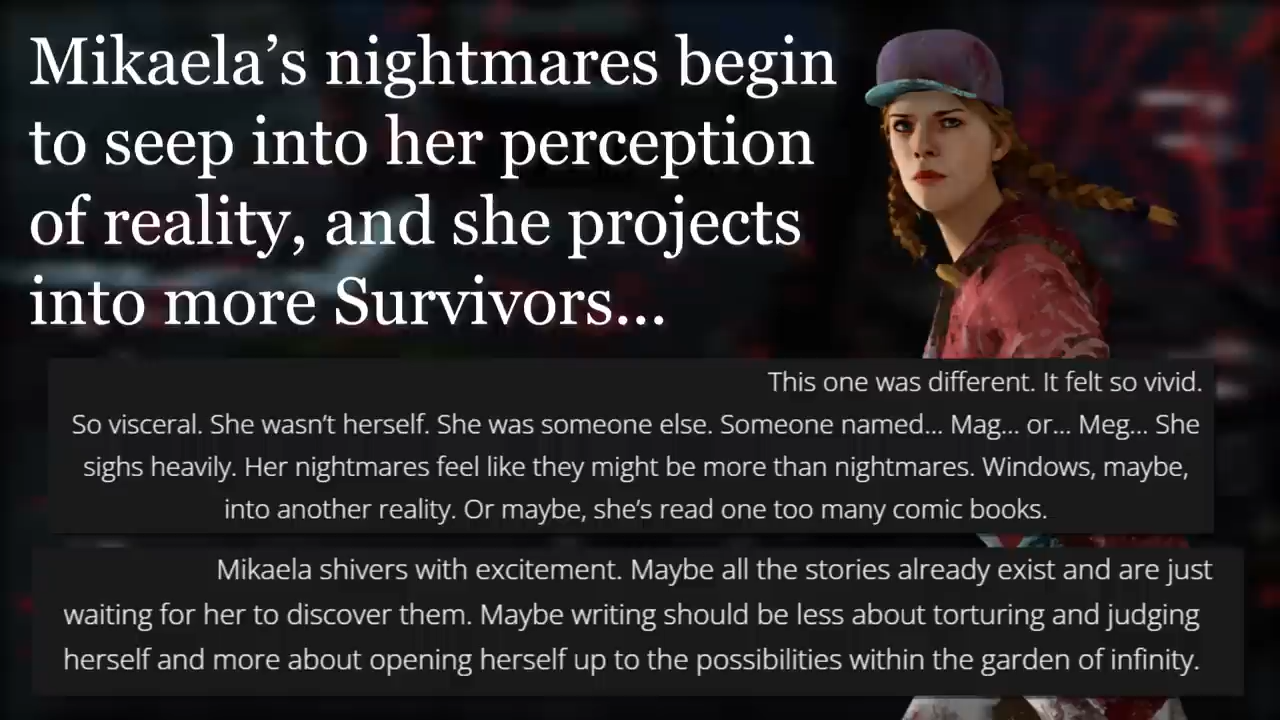 Mikaela’s nightmares begin
to seep into her perception
of reality, and she projects
into more Survivors...
This one was different. It felt so vivid.
So visceral. She wasn’t herself. She was someone else. Someone named... Mag... or... Meg... She
sighs heavily. Her nightmares feel like they might be more than nightmares. Windows, maybe,
into another reality. Or maybe, she’s read one too many comic books.
Mikaela shivers with excitement. Maybe all the stories already exist and are just
waiting for her to discover them. Maybe writing should be less about torturing and judging
herself and more about opening herself up to the possibilities within the garden of infinity.